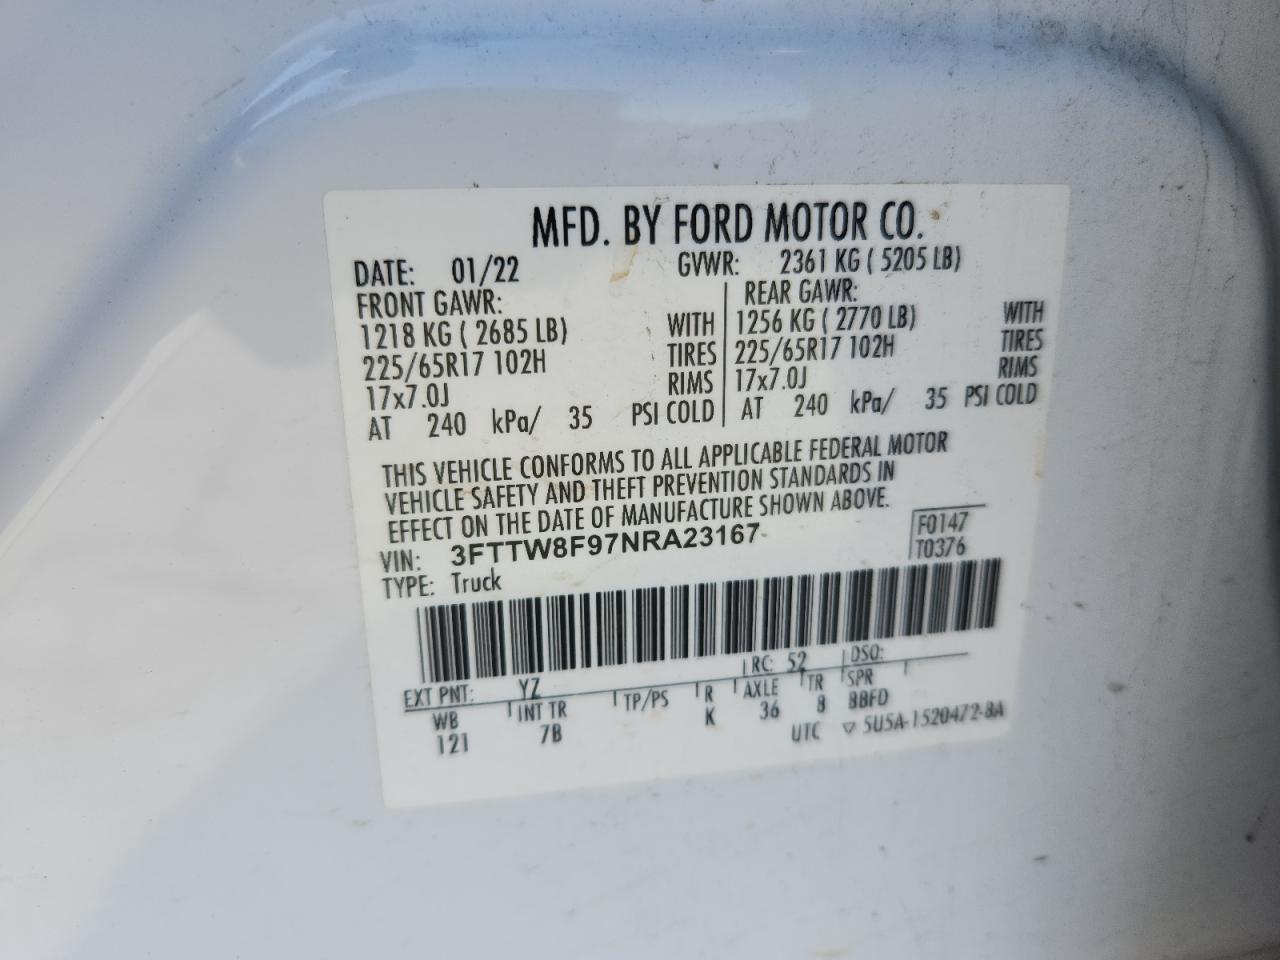 MFD. BY FORD MOTOR CO.
DATE: 01/22 GVWR: 2361 KG ( 5205 LB)
FRONT GAWR: REAR GAWR:
1218 KG ( 2685 LB) WITH 1256 KG ( 2770 LB) WITH
225/65R17 102H TIRES 225/65R17 102H TIRES
17x7.0J RIMS 17x7.0J RIMS
AT 240 kPa/ 35 PSI COLD AT 240 kPa/ 35 PSI COLD
THIS VEHICLE CONFORMS TO ALL APPLICABLE FEDERAL MOTOR
VEHICLE SAFETY AND THEFT PREVENTION STANDARDS IN
EFFECT ON THE DATE OF MANUFACTURE SHOWN ABOVE.
VIN: 3FTTW8F97NRA23167 F0147
TYPE: Truck T0376
EXT PNT: YZ RC: 52 DSO:
WB INT TR TP/PS R AXLE TR SPR
121 7B K 36 8 8BFD
UTC ▽ 5U5A-1520472-BA